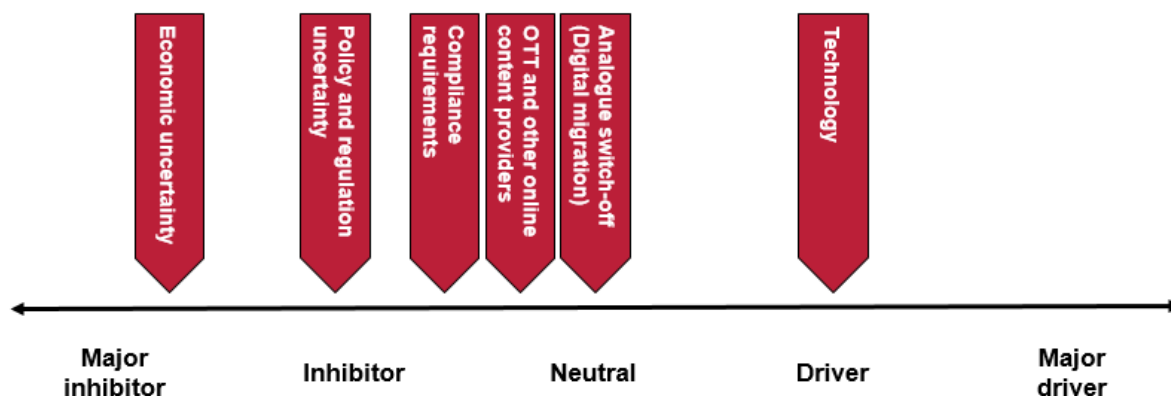 Economic uncertainty
Policy and regulation
uncertainty
Compliance
requirements
OTT and other online
content providers
Analogue switch-off
(Digital migration)
Technology
Major
inhibitor
Inhibitor
Neutral
Driver
Major
driver